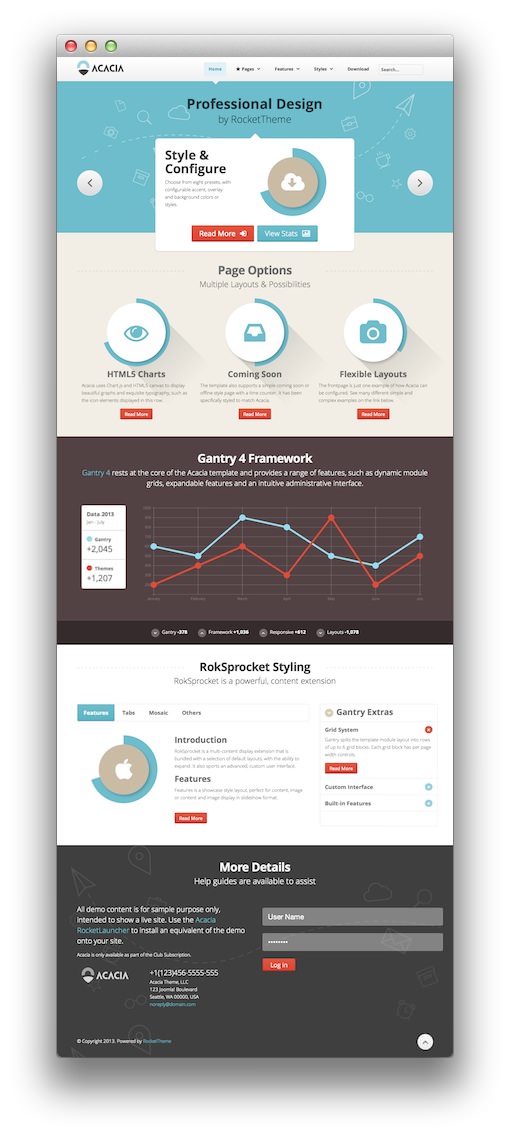 ACACIA
Home
Pages
Features
Styles
Download
Search...
Professional Design
by RocketTheme
Style &
Configure
Choose from eight presets, with
configurable accent, overlay
and background colors or
styles.
Read More
View Stats
Page Options
Multiple Layouts & Possibilities
HTML5 Charts
Acacia uses Chart.js and HTML5 canvas to display
beautiful graphs and exquisite typography, such as
the icon elements displayed in this row.
Read More
Coming Soon
The template also supports a simple coming soon or
offline style page with a time counter. It has been
specifically styled to match Acacia.
Read More
Flexible Layouts
The frontpage is just one example of how Acacia can
be configured. See many different simple and
complex examples on the link below.
Read More
Gantry 4 Framework
Gantry 4 rests at the core of the Acacia template and provides a range of features, such as dynamic module
grids, expandable features and an intuitive administrative interface.
Data 2013
Jan - July
Gantry
+2,045
Themes
+1,207
January
February
March
April
May
June
July
Gantry -378
Framework +1,036
Responsive +612
Layouts -1,078
RokSprocket Styling
RokSprocket is a powerful, content extension
Features
Tabs
Mosaic
Others
Introduction
RokSprocket is a multi-content display extension that is
bundled with a selection of default layouts, with the ability to
expand. It also sports an advanced, custom user interface.
Features
Features is a showcase style layout, perfect for content, image
or content and image display in slideshow format.
Read More
Gantry Extras
Grid System
Gantry splits the template module layout into rows
of up to 6 grid blocks. Each grid block has per page
width controls.
Read More
Custom Interface
Built-in Features
More Details
Help guides are available to assist
All demo content is for sample purpose only,
intended to show a live site. Use the Acacia
RocketLauncher to install an equivalent of the demo
onto your site.
Acacia is only available as part of the Club Subscription.
ACACIA
+1(123)456-5555-555
Acacia Theme, LLC
123 Joomla! Boulevard
Seattle, WA 00000, USA
noreply@domain.com
User Name
••••••••
Log in
© Copyright 2013, Powered by RocketTheme